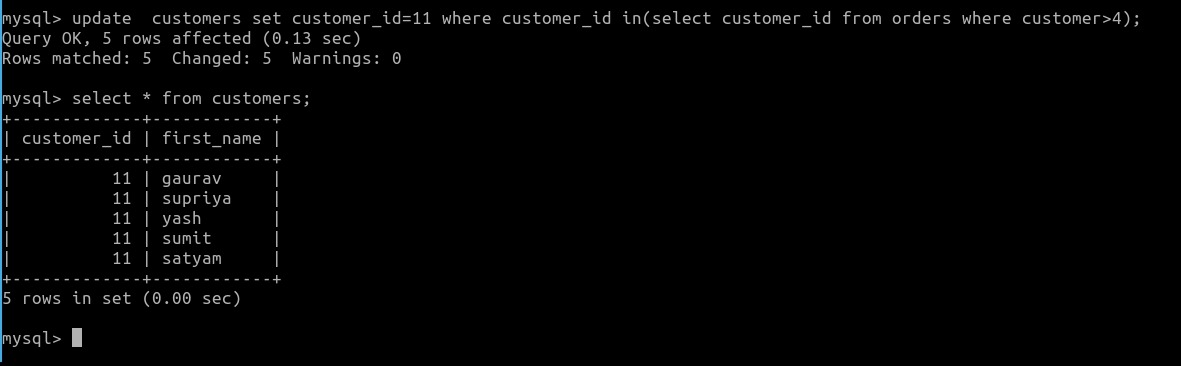 mysql> update  customers set customer_id=11 where customer_id in(select customer_id from orders where customer>4);
Query OK, 5 rows affected (0.13 sec)
Rows matched: 5  Changed: 5  Warnings: 0
mysql> select * from customers;
+-------------+------------+
| customer_id | first_name |
+-------------+------------+
|          11 | gaurav     |
|          11 | supriya    |
|          11 | yash       |
|          11 | sumit      |
|          11 | satyam     |
+-------------+------------+
5 rows in set (0.00 sec)
mysql>